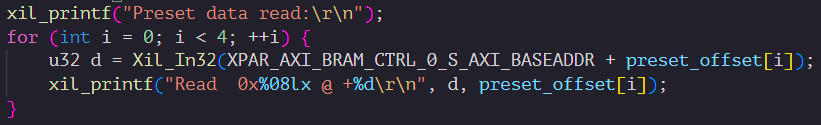 xil_printf("Preset data read:\r\n");
for (int i = 0; i < 4; ++i) {
    u32 d = Xil_In32(XPAR_AXI_BRAM_CTRL_0_S_AXI_BASEADDR + preset_offset[i]);
    xil_printf("Read  0x%08lx @ +%d\r\n", d, preset_offset[i]);
}